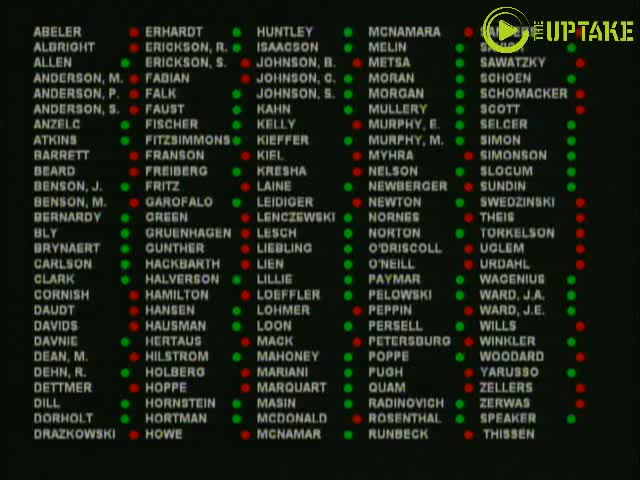 THE UPTAKE
ABELER
ALBRIGHT
ALLEN
ANDERSON, M.
ANDERSON, P.
ANDERSON, S.
ANZELC
ATKINS
BARRETT
BEARD
BENSON, J.
BENSON, M.
BERNARDY
BLY
BRYNAERT
CARLSON
CLARK
CORNISH
DAUDT
DAVIDS
DAVNIE
DEAN, M.
DEHN, R.
DETTMER
DILL
DORHOLT
DRAZKOWSKI
ERHARDT
ERICKSON, R.
ERICKSON, S.
FABIAN
FALK
FAUST
FISCHER
FITZSIMMONS
FRANSON
FREIBERG
FRITZ
GAROFALO
GREEN
GRUENHAGEN
GUNTHER
HACKBARTH
HALVERSON
HAMILTON
HANSEN
HAUSMAN
HERTAUS
HILSTROM
HOLBERG
HOPPE
HORNSTEIN
HORTMAN
HOWE
HUNTLEY
ISAACSON
JOHNSON, B.
JOHNSON, C.
JOHNSON, S.
KAHN
KELLY
KIEFFER
KIEL
KRESHA
LAINE
LEIDIGER
LENCZEWSKI
LESCH
LIEBLING
LIEN
LILLIE
LOEFFLER
LOHMER
LOON
MACK
MAHONEY
MARIANI
MARQUART
MASIN
MCDONALD
MCNAMAR
MCNAMARA
MELIN
METSA
MORAN
MORGAN
MULLERY
MURPHY, E.
MURPHY, M.
MYHRA
NELSON
NEWBERGER
NEWTON
NORNES
NORTON
O'DRISCOLL
O'NEILL
PAYMAR
PELOWSKI
PEPPIN
PERSELL
PETERSBURG
POPPE
PUGH
QUAM
RADINOVICH
ROSENTHAL
RUNBECK
SAWATZKY
SCHOEN
SCHOMACKER
SCOTT
SELCER
SIMON
SIMONSON
SLOCUM
SUNDIN
SWEDZINSKI
THEIS
TORKELSON
UGLEM
URDAHL
WAGENIUS
WARD, J.A.
WARD, J.E.
WILLS
WINKLER
WOODARD
YARUSSO
ZELLERS
ZERWAS
SPEAKER
THISSEN